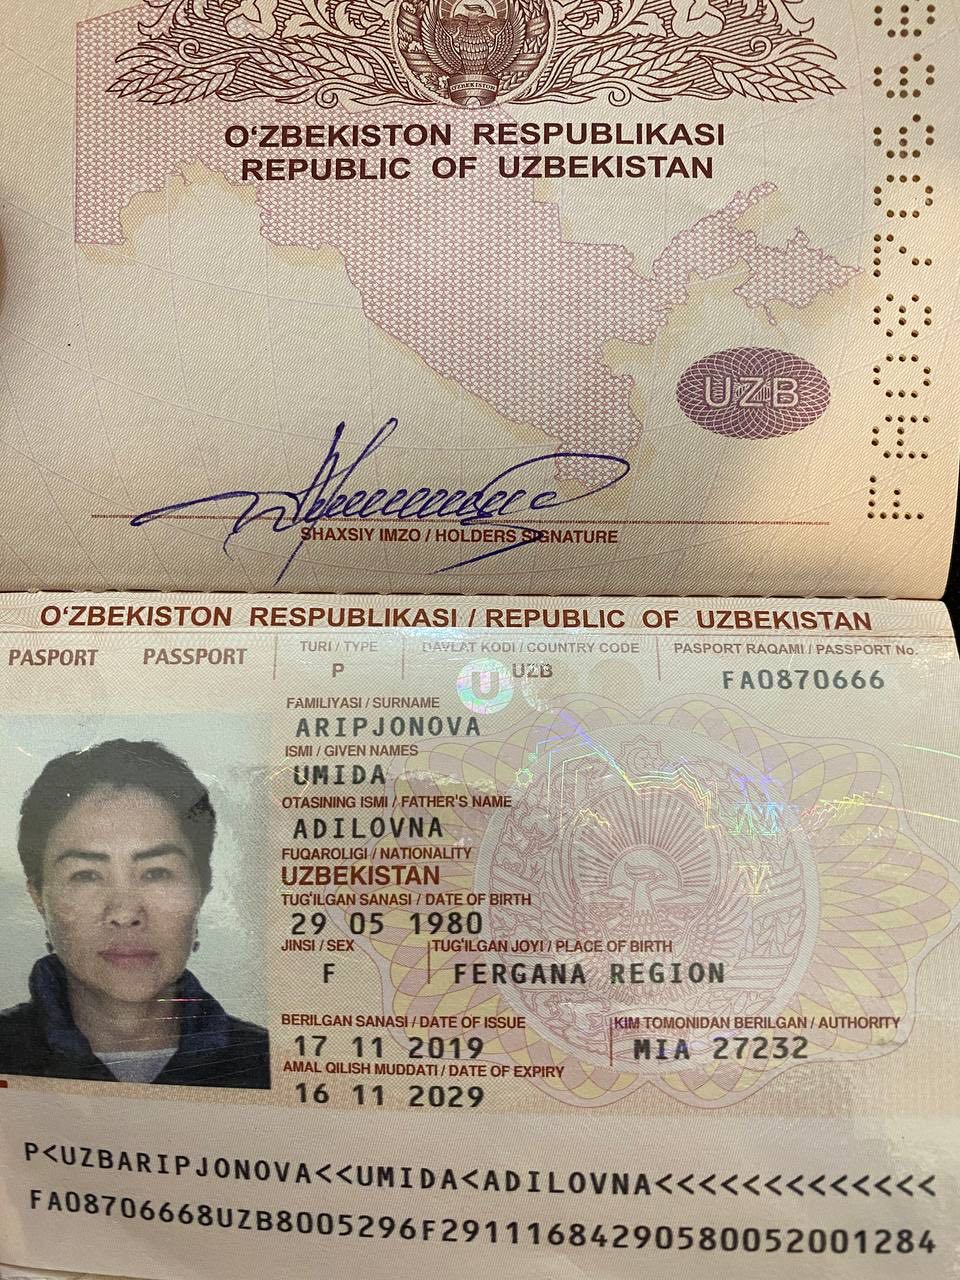 O‘ZBEKISTON RESPUBLIKASI
REPUBLIC OF UZBEKISTAN
UZB
FA0870666
SHAXSIY IMZO / HOLDERS SIGNATURE
O‘ZBEKISTON RESPUBLIKASI / REPUBLIC OF UZBEKISTAN
PASPORT PASSPORT
TURI / TYPE
P
DAVLAT KODI / COUNTRY CODE
UZB
PASPORT RAQAMI / PASSPORT No.
FA0870666
FAMILIYASI / SURNAME
ARIPJONOVA
ISMI / GIVEN NAMES
UMIDA
OTASINING ISMI / FATHER'S NAME
ADILOVNA
FUQAROLIGI / NATIONALITY
UZBEKISTAN
TUG'ILGAN SANASI / DATE OF BIRTH
29 05 1980
JINSI / SEX
F
TUG'ILGAN JOYI / PLACE OF BIRTH
FERGANA REGION
BERILGAN SANASI / DATE OF ISSUE
17 11 2019
KIM TOMONIDAN BERILGAN / AUTHORITY
MIA 27232
AMAL QILISH MUDDATI / DATE OF EXPIRY
16 11 2029
P<UZBARIPJONOVA<<UMIDA<ADILOVNA<<<<<<<<<<<<<
FA08706668UZB8005296F29111684290580052001284